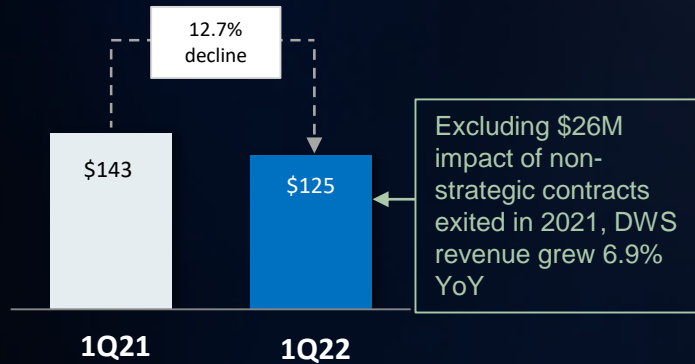 12.7%
decline
$143
$125
Excluding $26M
impact of non-
strategic contracts
exited in 2021, DWS
revenue grew 6.9%
YoY
1Q21
1Q22